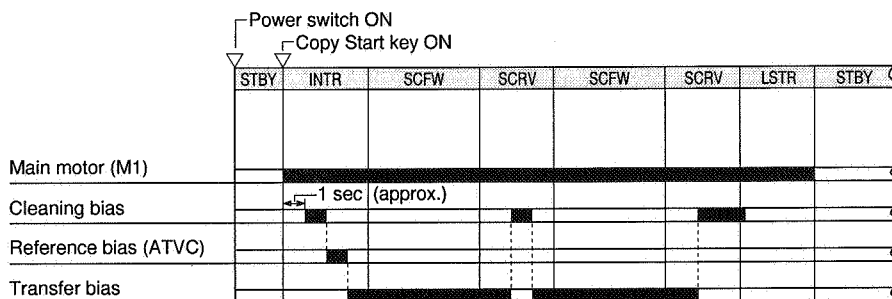 Power switch ON
Copy Start key ON
STBY INTR SCFW SCRV SCFW SCRV LSTR STBY
Main motor (M1)
1 sec (approx.)
Cleaning bias
Reference bias (ATVC)
Transfer bias